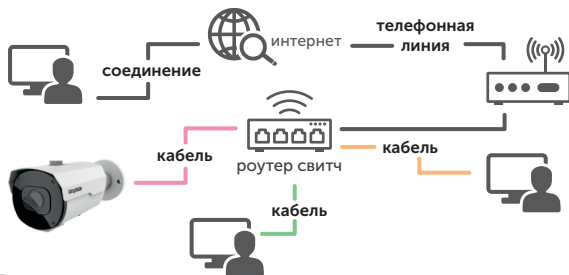 интернет
телефонная
линия
соединение
кабель
роутер свитч
кабель
кабель